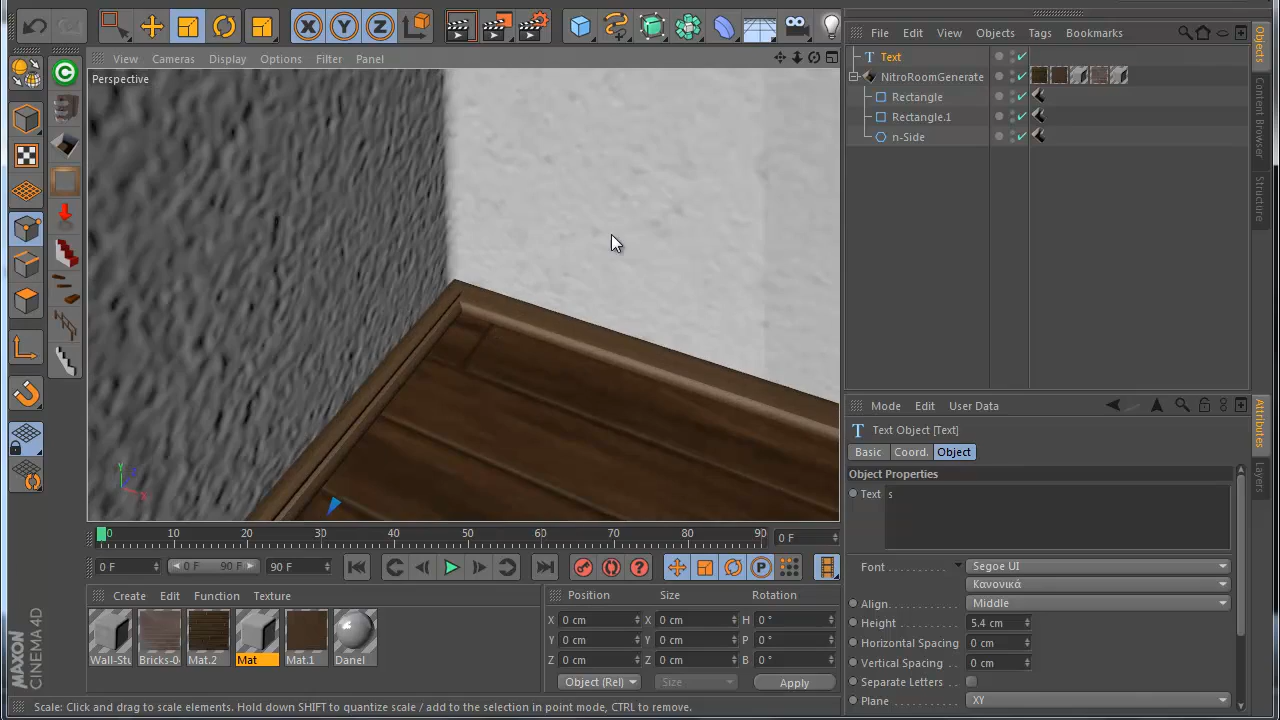 X Y Z
View Cameras Display Options Filter Panel
Perspective
File Edit View Objects Tags Bookmarks
Text
NitroRoomGenerate
Rectangle
Rectangle.1
n-Side
Objects
Content Browser
Structure
Mode Edit User Data
Text Object [Text]
Basic Coord. Object
Object Properties
Text s
Font Segoe UI
Κανονικά
Align Middle
Height 5.4 cm
Horizontal Spacing 0 cm
Vertical Spacing 0 cm
Separate Letters
Plane XY
Attributes
Layers
Y
0 10 20 30 40 50 60 70 80 90 0 F
0 F 0 F 90 F 90 F
P
Create Edit Function Texture
Wall-Stu Bricks-0 Mat.2 Mat Mat.1 Danel
Position Size Rotation
X 0 cm X 0 cm H 0 °
Y 0 cm Y 0 cm P 0 °
Z 0 cm Z 0 cm B 0 °
Object (Rel) Size Apply
MAXON
CINEMA 4D
Scale: Click and drag to scale elements. Hold down SHIFT to quantize scale / add to the selection in point mode, CTRL to remove.